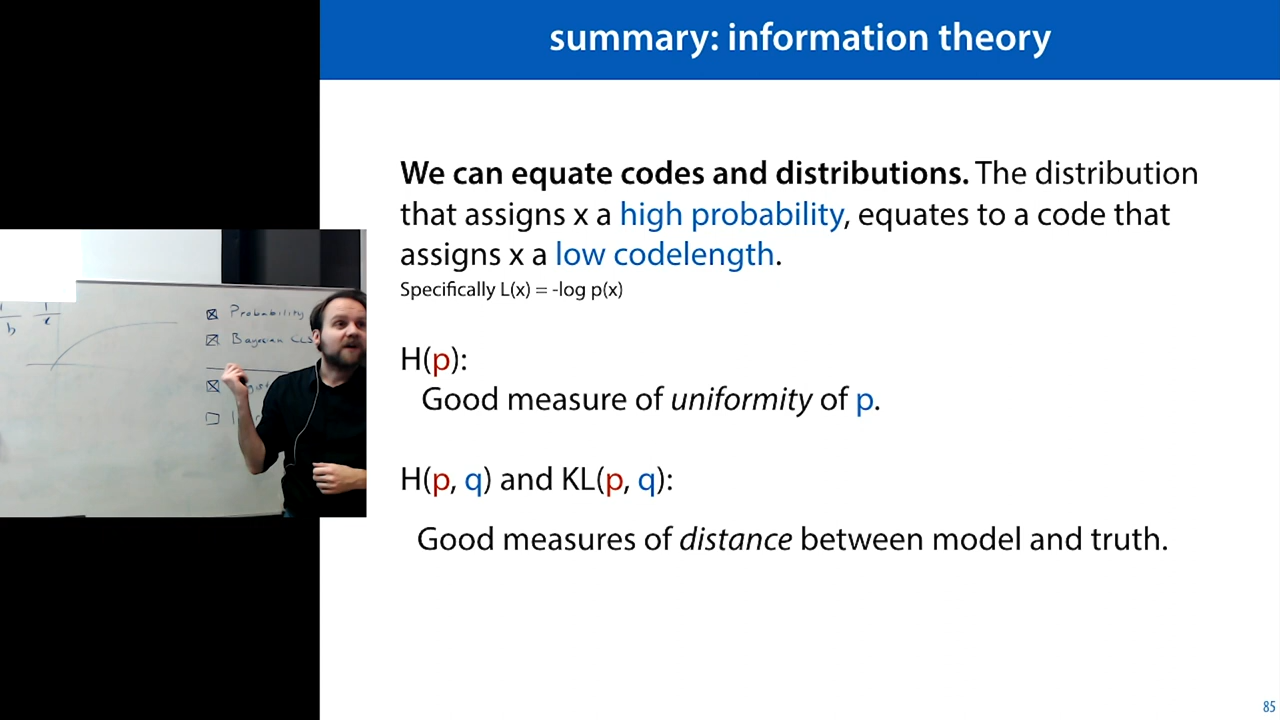 summary: information theory
We can equate codes and distributions. The distribution
that assigns x a high probability, equates to a code that
assigns x a low codelength.
Specifically L(x) = -log p(x)
H(p):
Good measure of uniformity of p.
H(p, q) and KL(p, q):
Good measures of distance between model and truth.
85
Probability
Bayesian